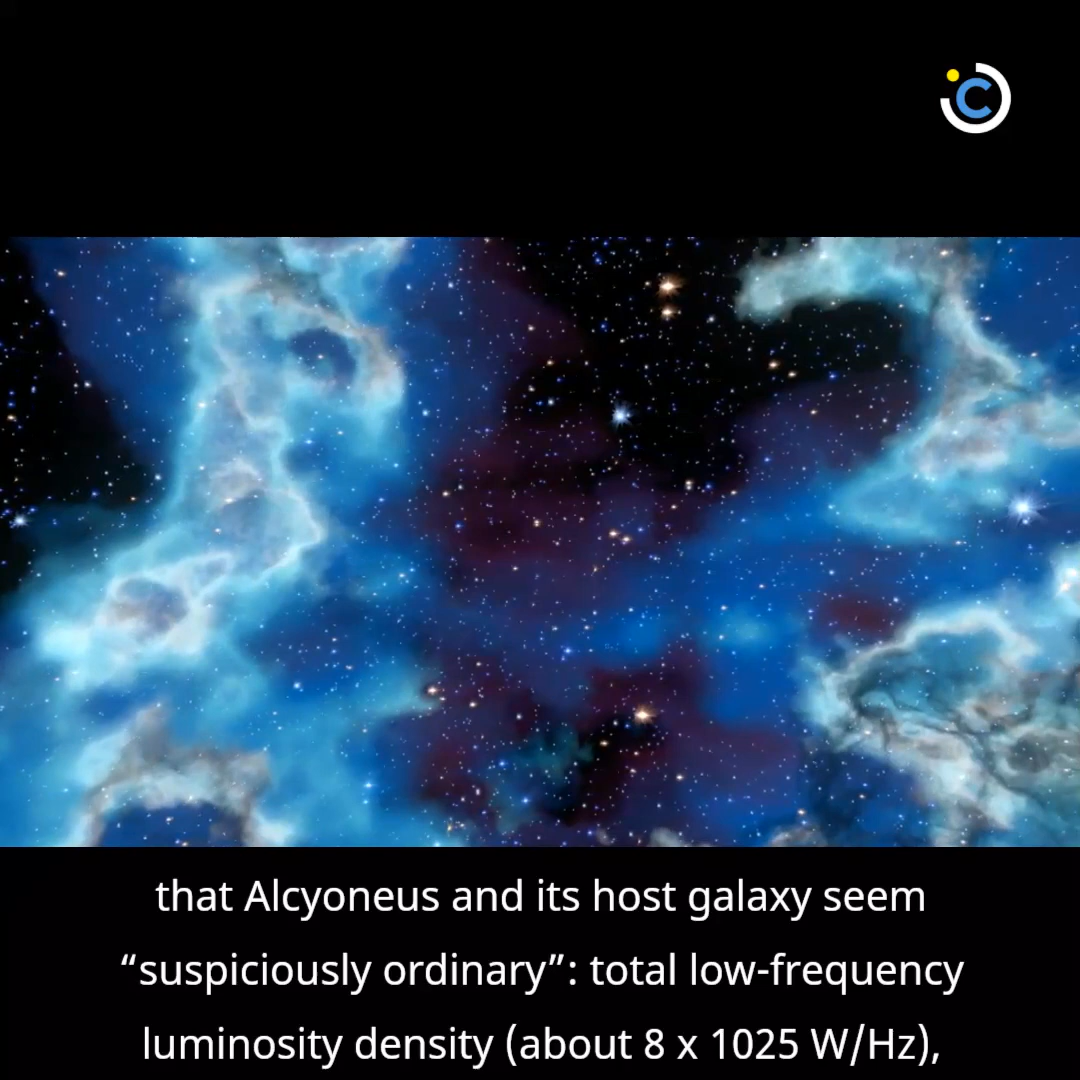 that Alcyoneus and its host galaxy seem
“suspiciously ordinary”: total low-frequency
luminosity density (about 8 x 1025 W/Hz),